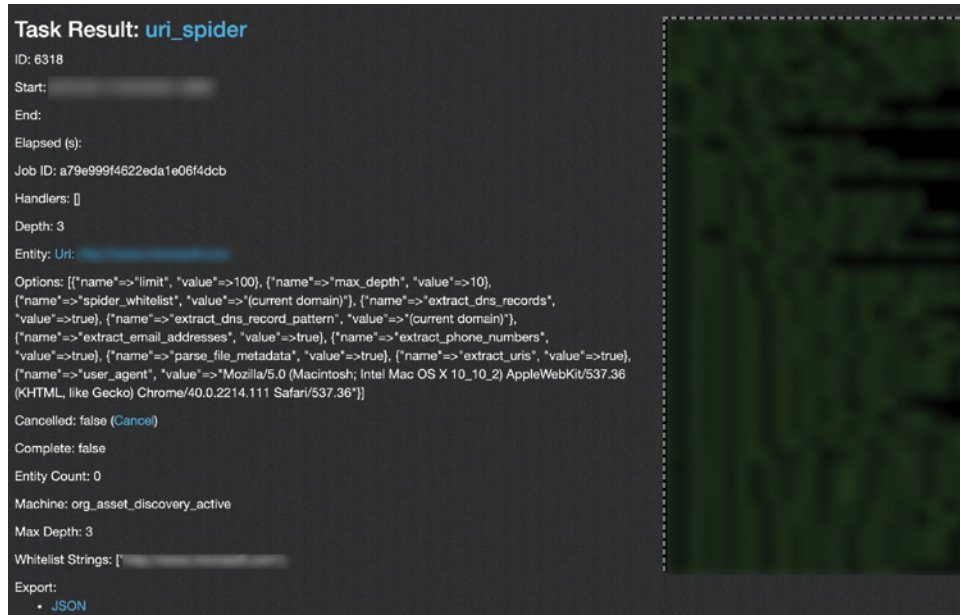 Task Result: uri_spider
ID: 6318
Start:
End:
Elapsed (s):
Job ID: a79e999f4622eda1e06f4dcb
Handlers: []
Depth: 3
Entity: Uri:
Options: [{"name"=>"limit", "value"=>100}, {"name"=>"max_depth", "value"=>10},
{"name"=>"spider_whitelist", "value"=>"(current domain)"}, {"name"=>"extract_dns_records",
"value"=>true}, {"name"=>"extract_dns_record_pattern", "value"=>"(current domain)"},
{"name"=>"extract_email_addresses", "value"=>true}, {"name"=>"extract_phone_numbers",
"value"=>true}, {"name"=>"parse_file_metadata", "value"=>true}, {"name"=>"extract_uris", "value"=>true},
{"name"=>"user_agent", "value"=>"Mozilla/5.0 (Macintosh; Intel Mac OS X 10_10_2) AppleWebKit/537.36
(KHTML, like Gecko) Chrome/40.0.2214.111 Safari/537.36"}]
Cancelled: false (Cancel)
Complete: false
Entity Count: 0
Machine: org_asset_discovery_active
Max Depth: 3
Whitelist Strings: ["
Export:
• JSON